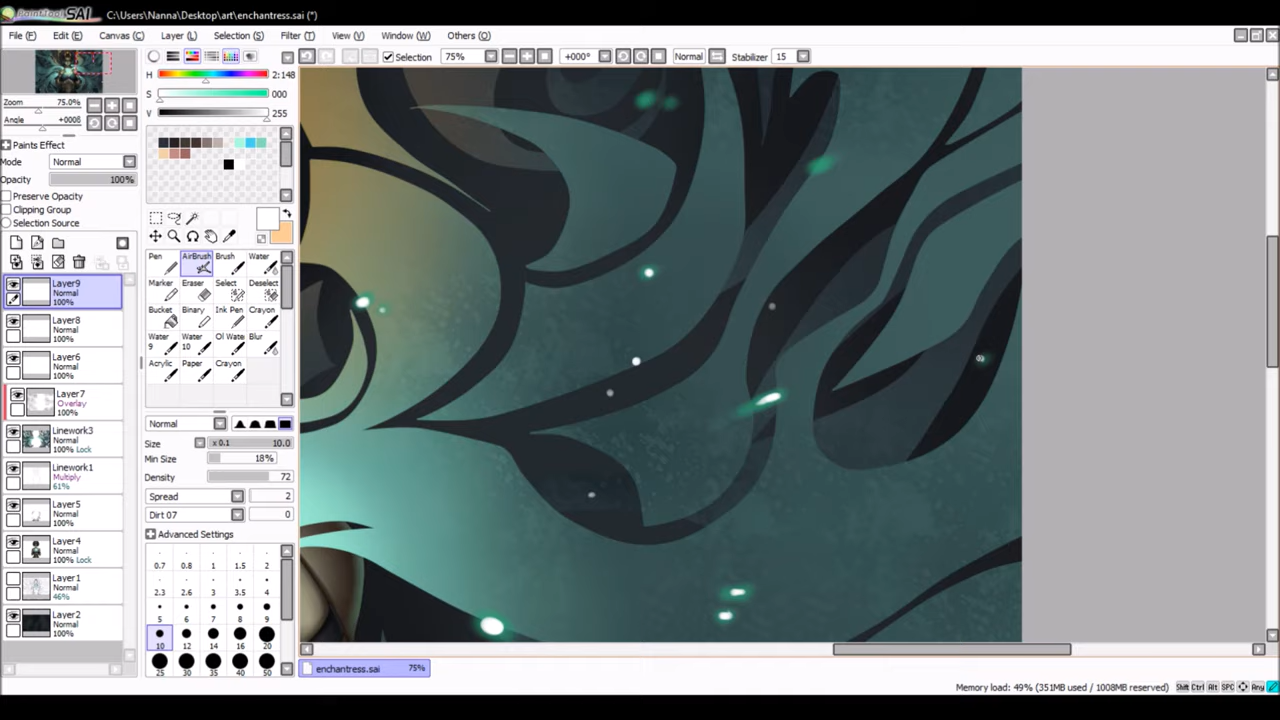 PaintTool SAI C:\Users\Nanna\Desktop\art\enchantress.sai (*)
File (F) Edit (E) Canvas (C) Layer (L) Selection (S) Filter (T) View (V) Window (W) Others (O)
Selection 75% +000° Normal Stabilizer 15
H 2:148
S 000
V 255
Zoom 75.0%
Angle +000ß
Paints Effect
Mode Normal
Opacity 100%
Preserve Opacity
Clipping Group
Selection Source
Layer9
Normal
100%
Layer8
Normal
100%
Layer6
Normal
100%
Layer7
Overlay
100%
Linework3
Normal
100% Lock
Linework1
Multiply
61%
Layer5
Normal
100%
Layer4
Normal
100% Lock
Layer1
Normal
46%
Layer2
Normal
100%
Pen AirBrush Brush Water
Marker Eraser Select Deselect
Bucket Binary Ink Pen Crayon
Water 9 Water 10 Ol Wate Blur
Acrylic Paper Crayon
Normal
Size x 0.1 10.0
Min Size 18%
Density 72
Spread 2
Dirt 07 0
Advanced Settings
0.7 0.8 1 1.5 2
2.3 2.6 3 3.5 4
5 6 7 8 9
10 12 14 16 20
25 30 35 40 50
enchantress.sai 75%
Memory load: 49% (351MB used / 1008MB reserved) Shift Ctrl Alt SPC Any